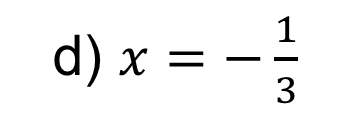 d) x = −1/3